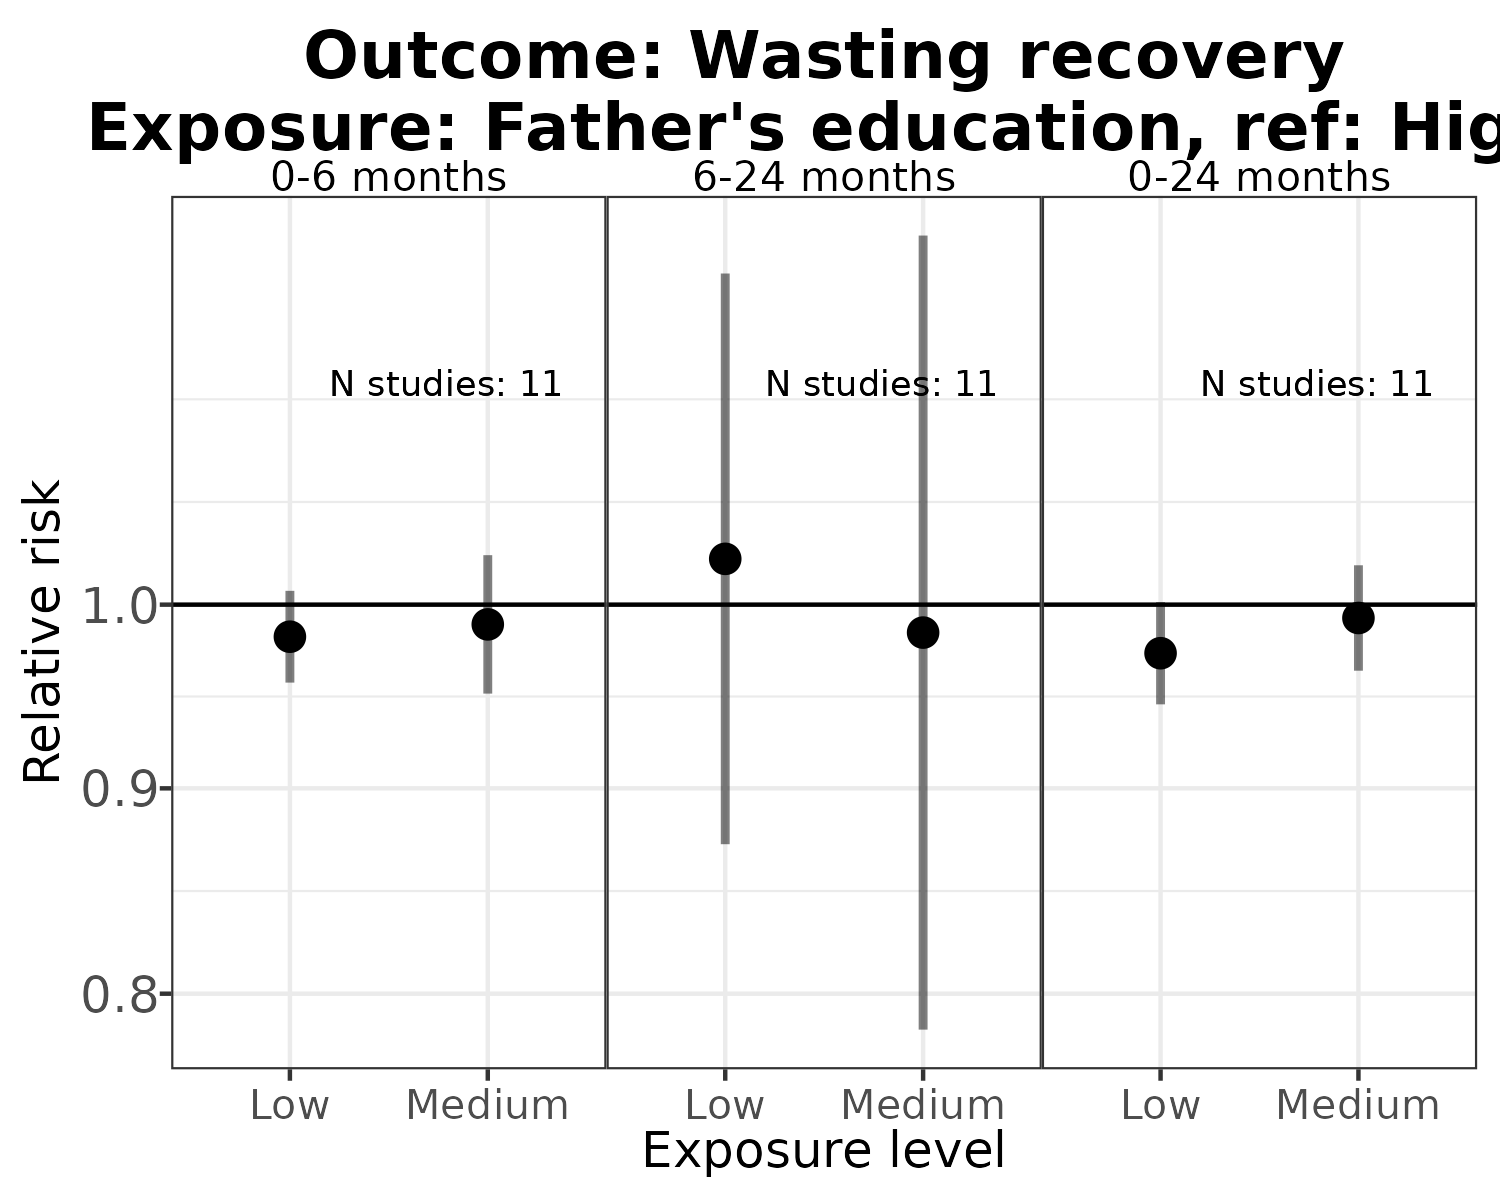 Outcome: Wasting recovery
Exposure: Father's education, ref: Hig
0-6 months
6-24 months
0-24 months
N studies: 11
N studies: 11
N studies: 11
Relative risk
1.0
0.9
0.8
Low
Medium
Low
Medium
Low
Medium
Exposure level